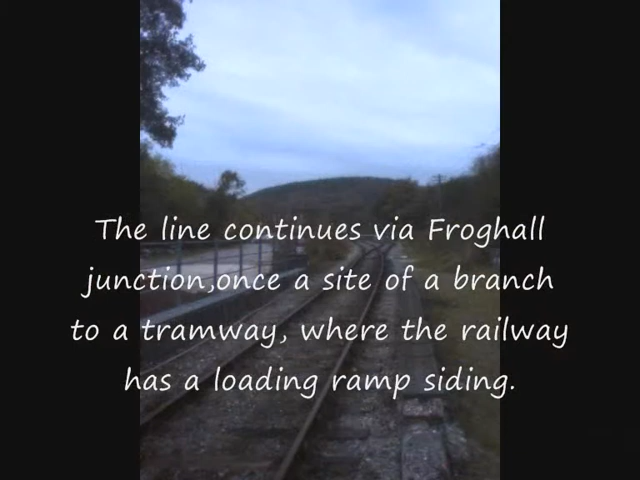 The line continues via Froghall
junction,once a site of a branch
to a tramway, where the railway
has a loading ramp siding.